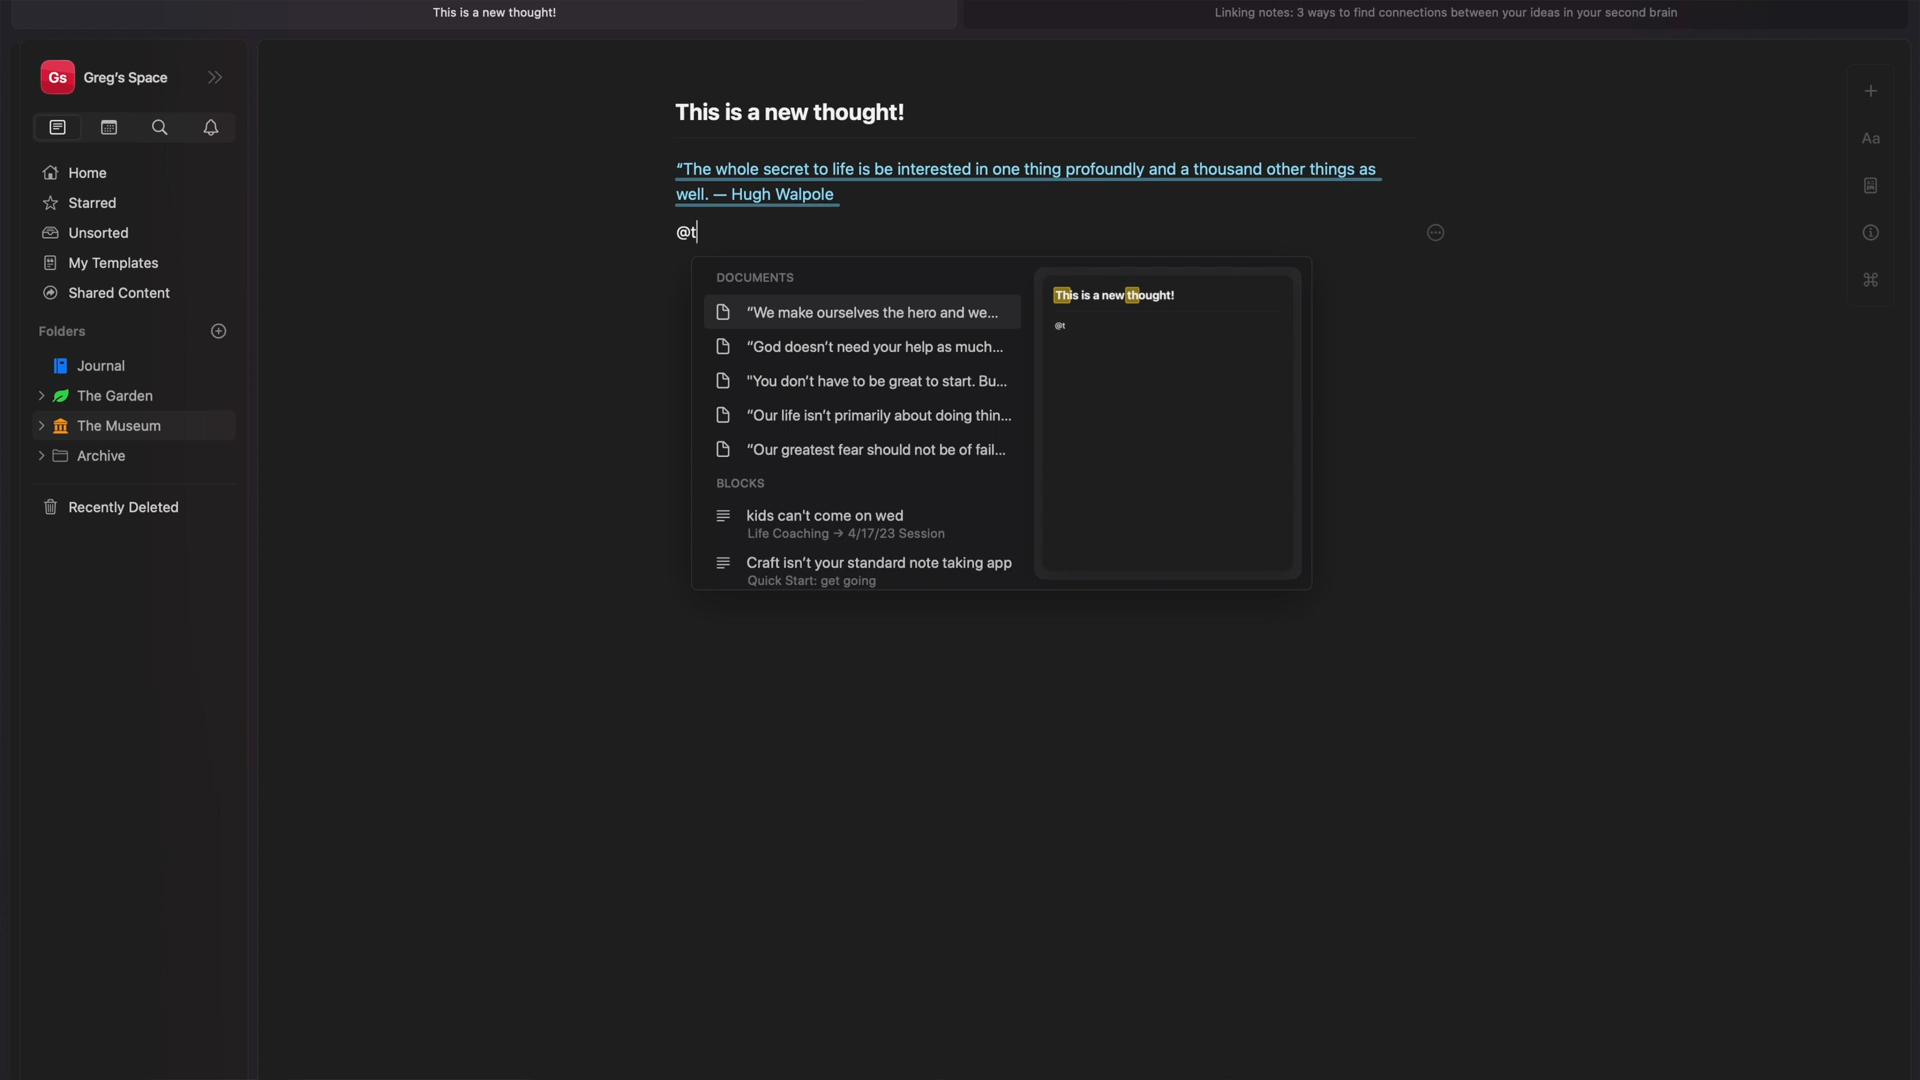 This is a new thought!
Linking notes: 3 ways to find connections between your ideas in your second brain
Gs
Greg's Space
Home
Starred
Unsorted
My Templates
Shared Content
Folders
Journal
The Garden
The Museum
Archive
Recently Deleted
This is a new thought!
“The whole secret to life is be interested in one thing profoundly and a thousand other things as
well. — Hugh Walpole
@t
DOCUMENTS
“We make ourselves the hero and we...
“God doesn’t need your help as much...
"You don’t have to be great to start. Bu...
“Our life isn’t primarily about doing thin...
“Our greatest fear should not be of fail...
BLOCKS
kids can't come on wed
Life Coaching → 4/17/23 Session
Craft isn’t your standard note taking app
Quick Start: get going
This is a new thought!
@t
Aa